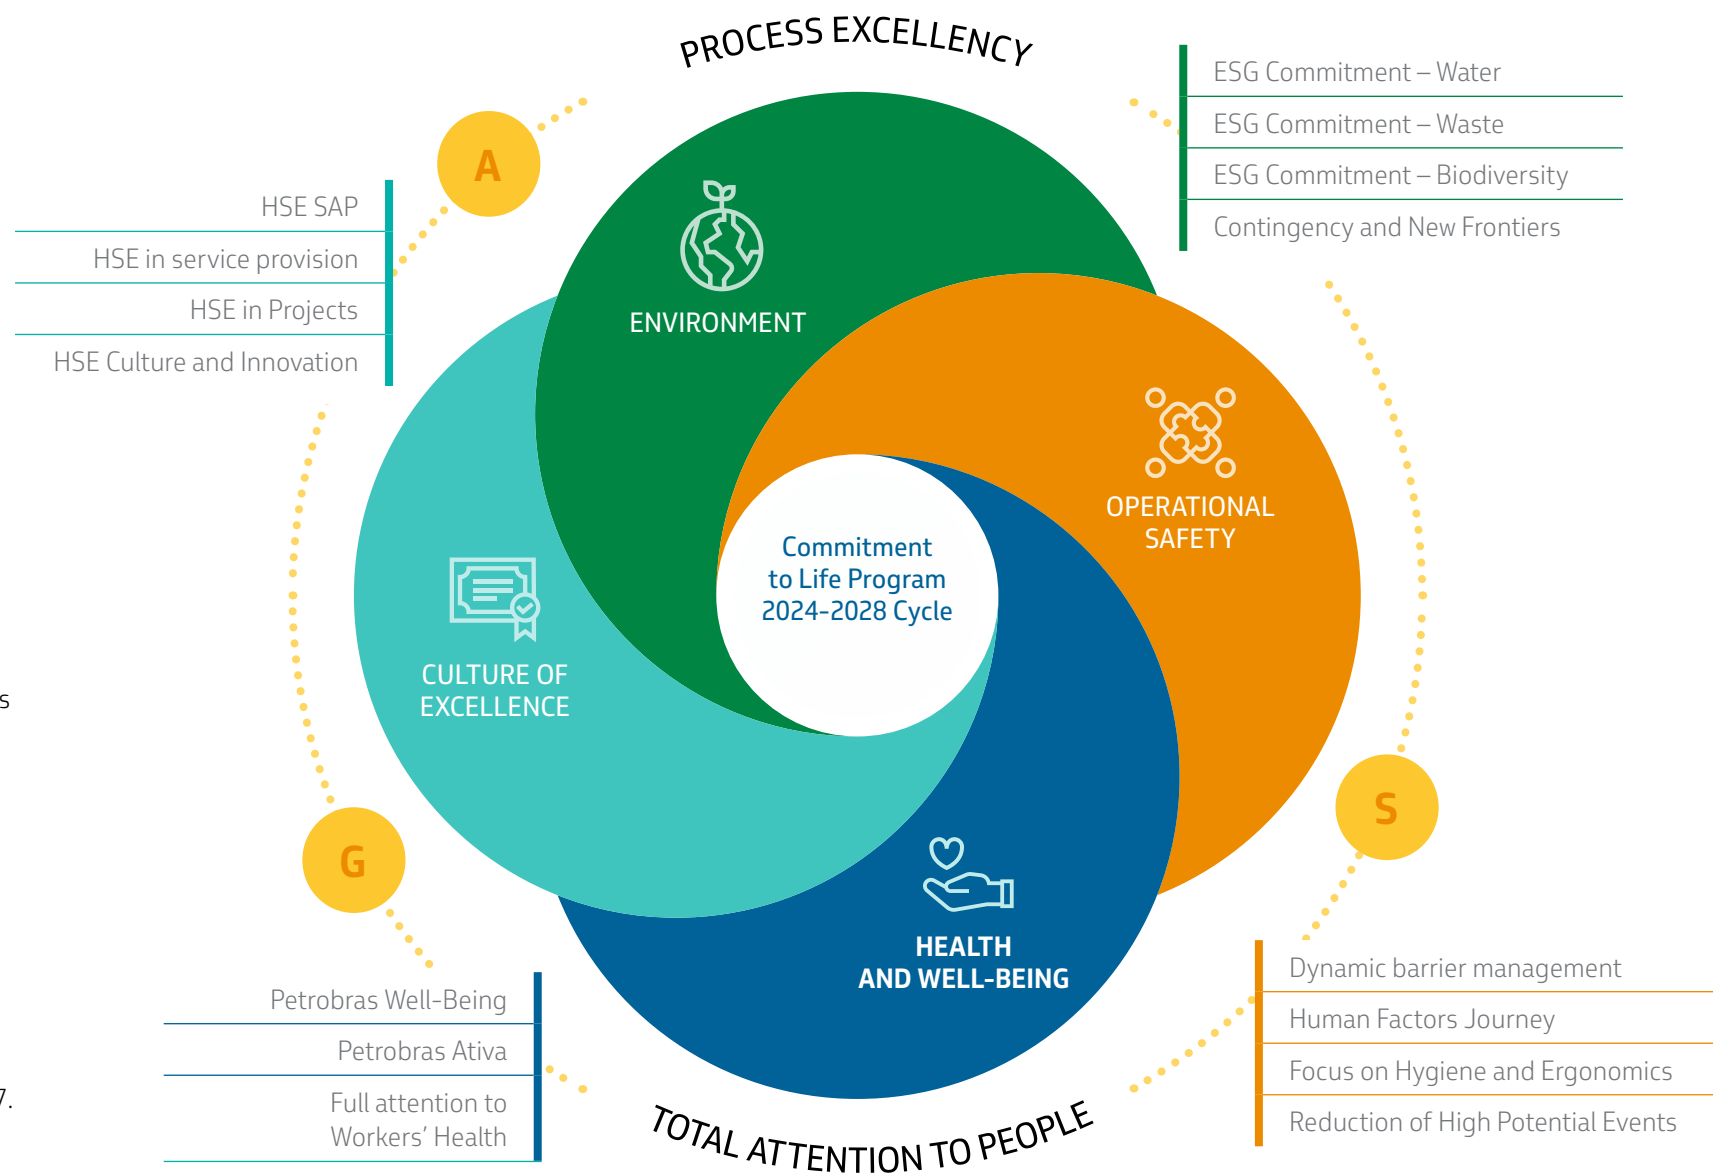 PROCESS EXCELLENCY
ESG Commitment – Water
ESG Commitment – Waste
ESG Commitment – Biodiversity
Contingency and New Frontiers
A
HSE SAP
HSE in service provision
HSE in Projects
HSE Culture and Innovation
ENVIRONMENT
OPERATIONAL
SAFETY
Commitment
to Life Program
2024-2028 Cycle
CULTURE OF
EXCELLENCE
s
S
G
HEALTH
AND WELL-BEING
Petrobras Well-Being
Petrobras Ativa
Full attention to
Workers’ Health
Dynamic barrier management
Human Factors Journey
Focus on Hygiene and Ergonomics
Reduction of High Potential Events
7.
TOTAL ATTENTION TO PEOPLE